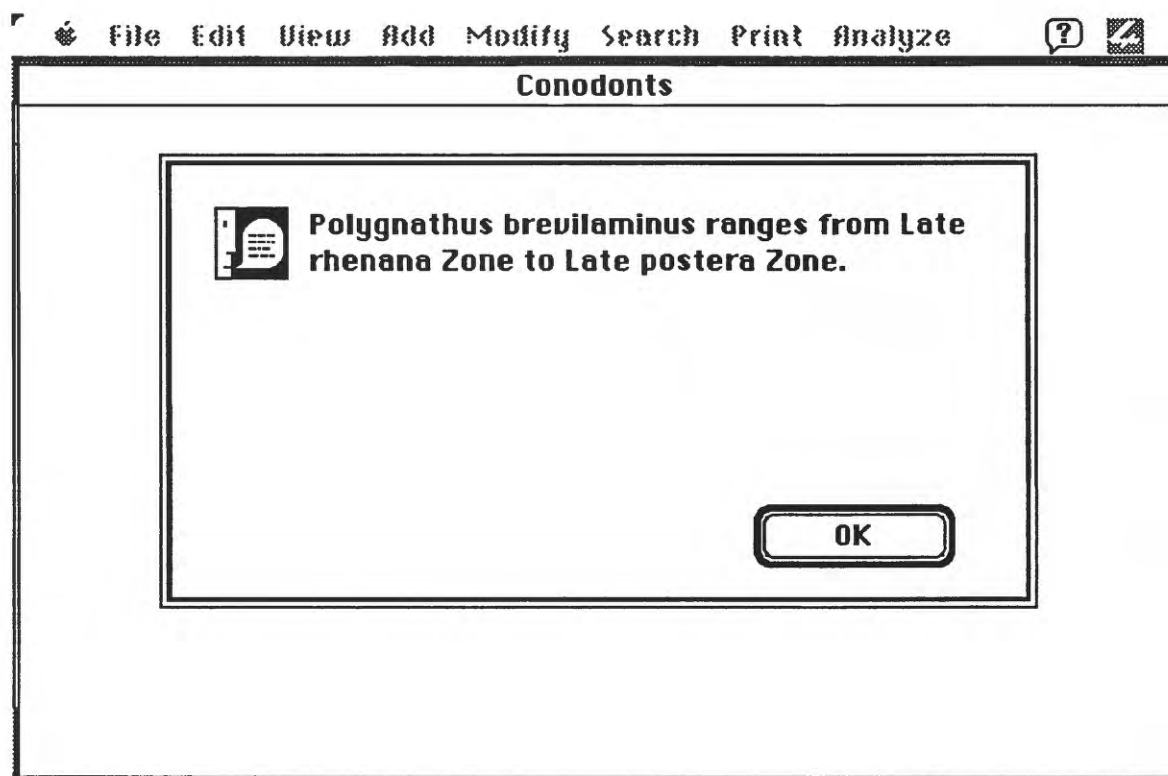 File Edit View Add Modify Search Print Analyze ?
Conodonts
Polygnathus brevilaminus ranges from Late
rhenana Zone to Late postera Zone.
OK